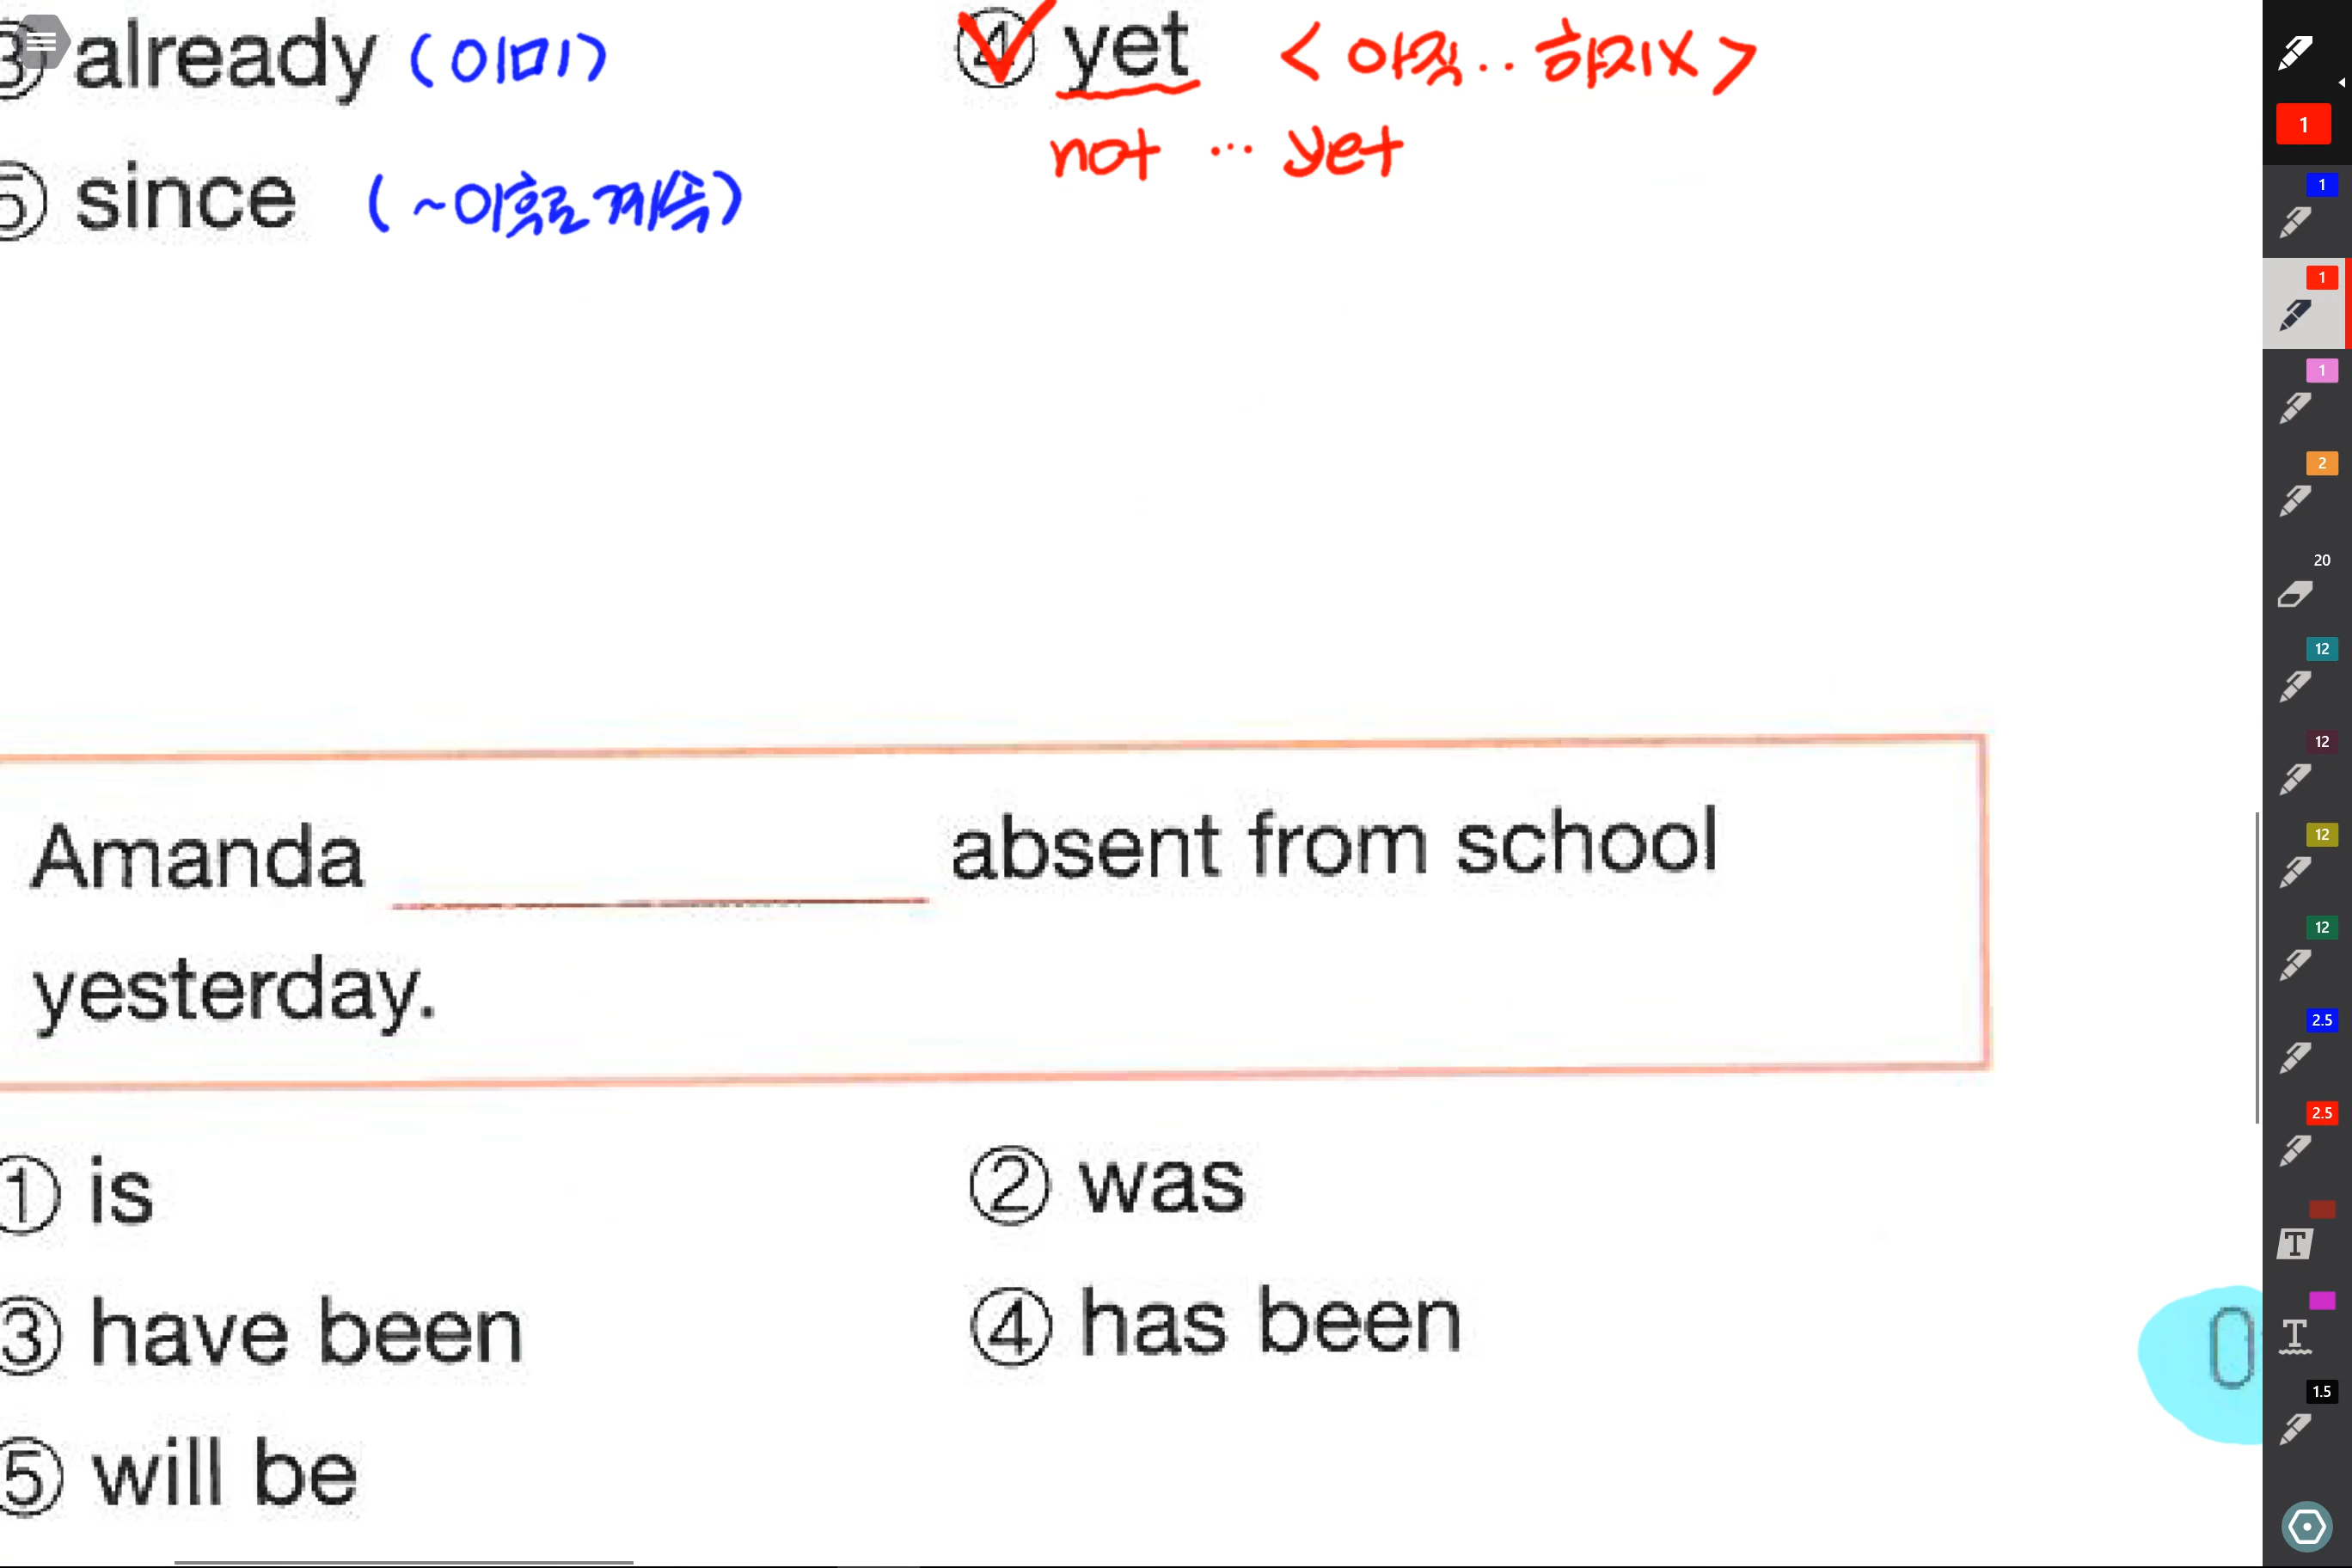 ③ already (이미)
④ yet < 아직.. 하지X >
not ... yet
⑤ since (~이후로 계속)
Amanda ____________ absent from school
yesterday.
① is
② was
③ have been
④ has been
⑤ will be
0
1
1
1
1
2
20
12
12
12
12
2.5
2.5
T
T
1.5